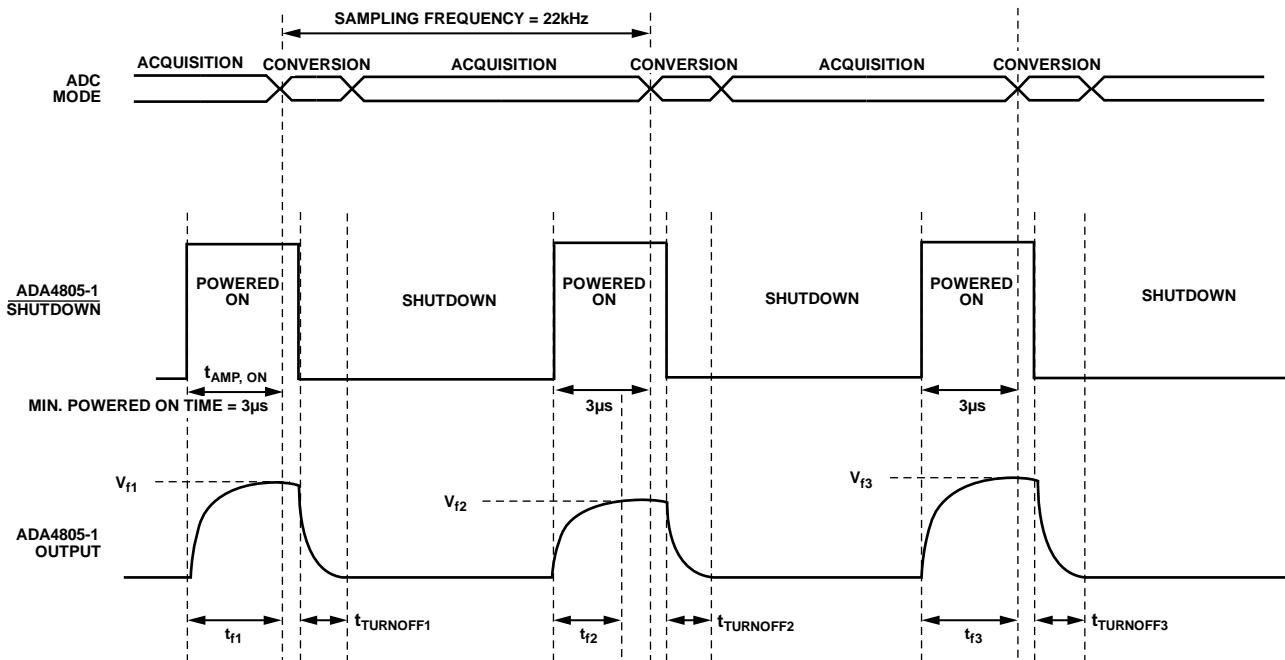 SAMPLING FREQUENCY = 22kHz
ACQUISITION
CONVERSION
ACQUISITION
CONVERSION
ACQUISITION
CONVERSION
ADC
MODE
ADA4805-1
SHUTDOWN
POWERED
ON
SHUTDOWN
POWERED
ON
SHUTDOWN
POWERED
ON
SHUTDOWN
tAMP, ON
MIN. POWERED ON TIME = 3µs
3µs
3µs
Vf1
Vf2
Vf3
ADA4805-1
OUTPUT
tf1
tTURNOFF1
tf2
tTURNOFF2
tf3
tTURNOFF3